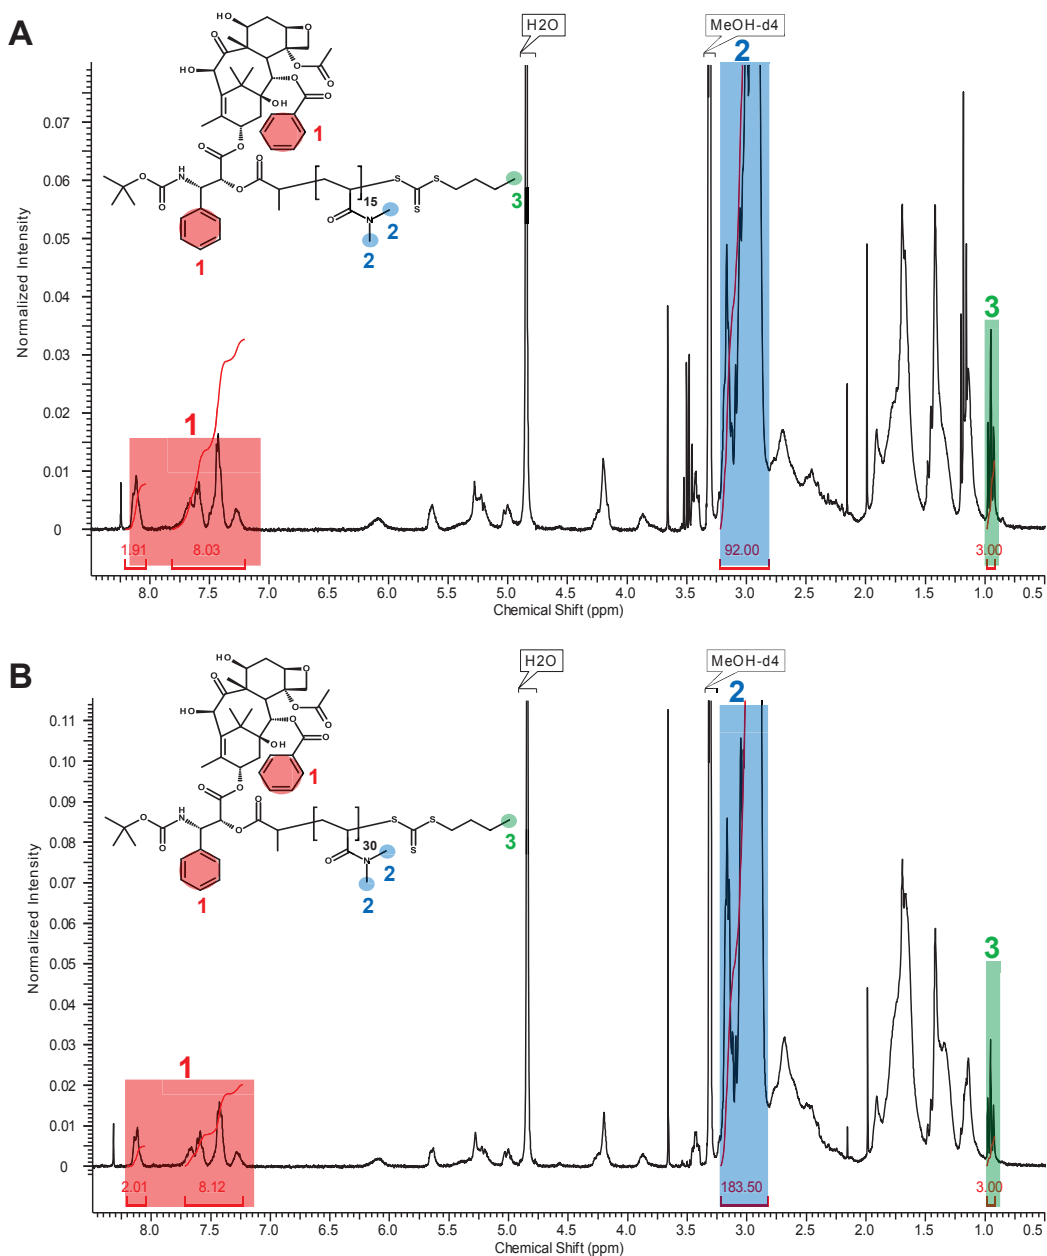 A
H2O
MeOH-d4
2
HO
O
O
O
HO
O
O
OH
O
1
O
O
O
H
N
O
O
O
O
15
S
S
S
3
O
N
2
2
1
1
3
Normalized Intensity
0.07
0.06
0.05
0.04
0.03
0.02
0.01
0
1.91
8.03
92.00
3.00
8.0 7.5 7.0 6.5 6.0 5.5 5.0 4.5 4.0 3.5 3.0 2.5 2.0 1.5 1.0 0.5
Chemical Shift (ppm)
B
H2O
MeOH-d4
2
HO
O
O
O
HO
O
O
OH
O
1
O
O
O
H
N
O
O
O
O
30
S
S
S
3
O
N
2
2
1
1
3
Normalized Intensity
0.11
0.10
0.09
0.08
0.07
0.06
0.05
0.04
0.03
0.02
0.01
0
2.01
8.12
183.50
3.00
8.0 7.5 7.0 6.5 6.0 5.5 5.0 4.5 4.0 3.5 3.0 2.5 2.0 1.5 1.0 0.5
Chemical Shift (ppm)